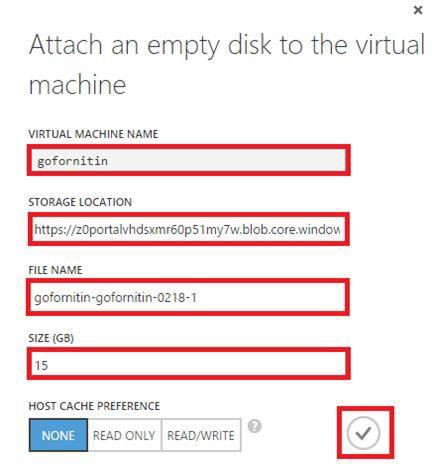 ×
Attach an empty disk to the virtual
machine
VIRTUAL MACHINE NAME
gofornitin
STORAGE LOCATION
https://z0portalvhdsxmr60p51my7w.blob.core.window
FILE NAME
gofornitin-gofornitin-0218-1
SIZE (GB)
15
HOST CACHE PREFERENCE
NONE READ ONLY READ/WRITE ?